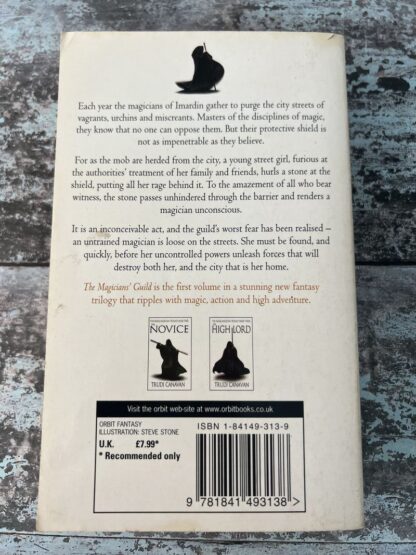 Each year the magicians of Imardin gather to purge the city streets of
vagrants, urchins and miscreants. Masters of the disciplines of magic,
they know that no one can oppose them. But their protective shield is
not as impenetrable as they believe.
For as the mob are herded from the city, a young street girl, furious at
the authorities' treatment of her family and friends, hurls a stone at the
shield, putting all her rage behind it. To the amazement of all who bear
witness, the stone passes unhindered through the barrier and renders a
magician unconscious.
It is an inconceivable act, and the guild's worst fear has been realised –
an untrained magician is loose on the streets. She must be found, and
quickly, before her uncontrolled powers unleash forces that will
destroy both her, and the city that is her home.
The Magicians' Guild is the first volume in a stunning new fantasy
trilogy that ripples with magic, action and high adventure.
THE NOVICE
TRUDI CANAVAN
THE HIGH LORD
TRUDI CANAVAN
Visit the orbit web-site at www.orbitbooks.co.uk
ORBIT FANTASY
ILLUSTRATION: STEVE STONE
U.K. £7.99*
* Recommended only
ISBN 1-84149-313-9
9 781841 493138 >